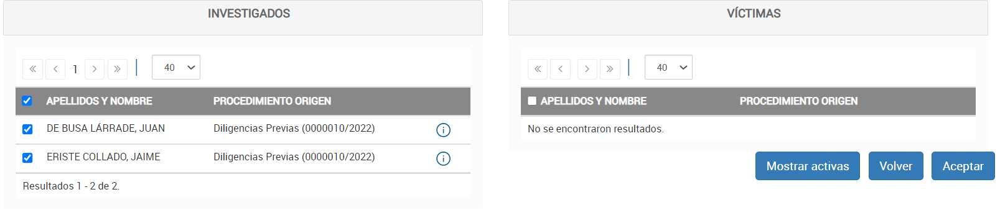 INVESTIGADOS
1
40
APELLIDOS Y NOMBRE PROCEDIMIENTO ORIGEN
DE BUSA LÁRRADE, JUAN Diligencias Previas (0000010/2022)
ERISTE COLLADO, JAIME Diligencias Previas (0000010/2022)
Resultados 1 - 2 de 2.
VÍCTIMAS
40
APELLIDOS Y NOMBRE PROCEDIMIENTO ORIGEN
No se encontraron resultados.
Mostrar activas Volver Aceptar